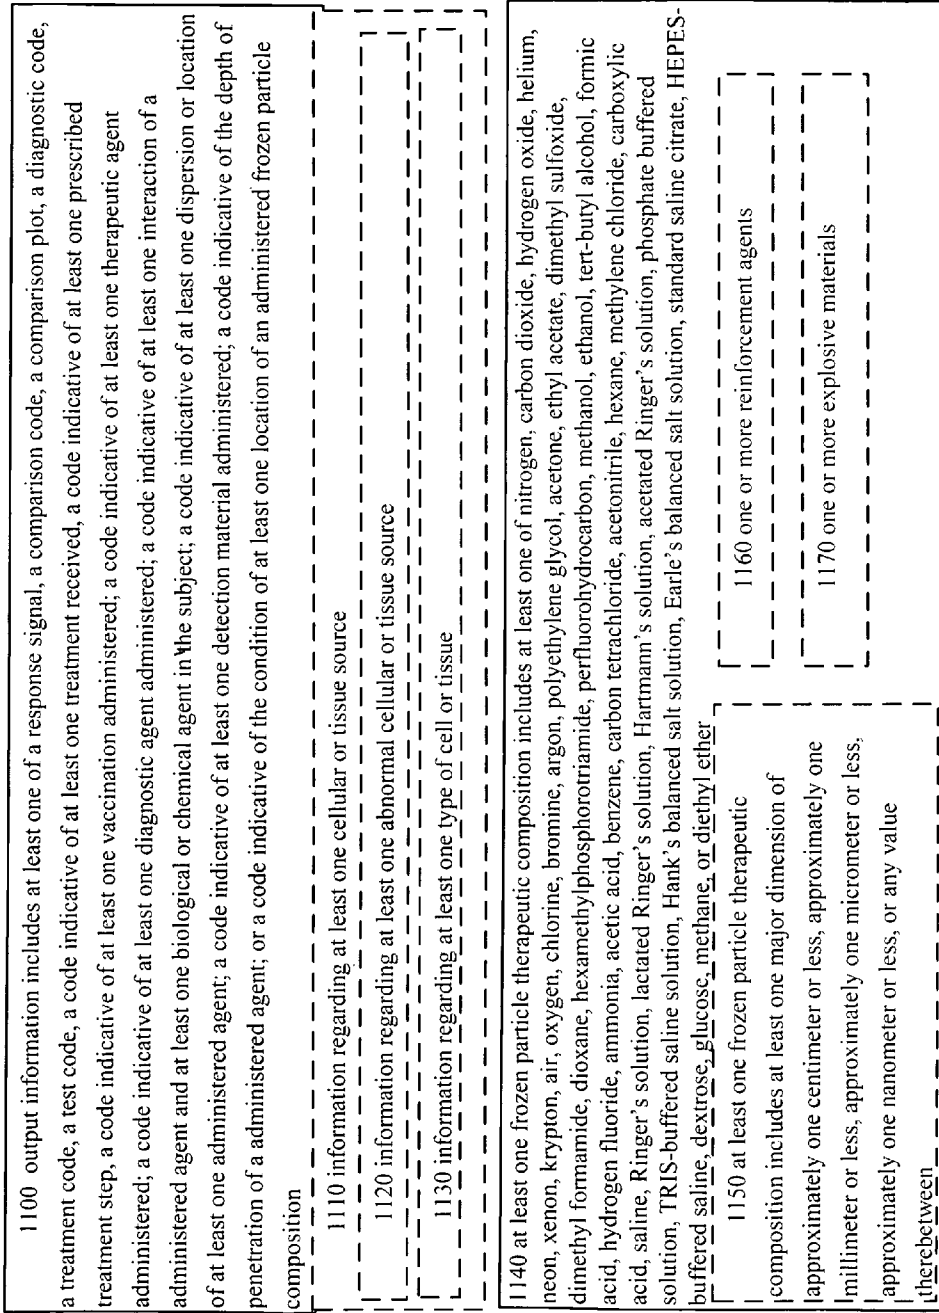 1100 output information includes at least one of a response signal, a comparison code, a comparison plot, a diagnostic code,
a treatment code, a test code, a code indicative of at least one treatment received, a code indicative of at least one prescribed
treatment step, a code indicative of at least one vaccination administered; a code indicative of at least one therapeutic agent
administered; a code indicative of at least one diagnostic agent administered; a code indicative of at least one interaction of a
administered agent and at least one biological or chemical agent in the subject; a code indicative of at least one dispersion or location
of at least one administered agent; a code indicative of at least one detection material administered; a code indicative of the depth of
penetration of a administered agent; or a code indicative of the condition of at least one location of an administered frozen particle
composition
1110 information regarding at least one cellular or tissue source
1120 information regarding at least one abnormal cellular or tissue source
1130 information regarding at least one type of cell or tissue
1140 at least one frozen particle therapeutic composition includes at least one of nitrogen, carbon dioxide, hydrogen oxide, helium,
neon, xenon, krypton, air, oxygen, chlorine, bromine, argon, polyethylene glycol, acetone, ethyl acetate, dimethyl sulfoxide,
dimethyl formamide, dioxane, hexamethylphosphorotriamide, perfluorohydrocarbon, methanol, ethanol, tert-butyl alcohol, formic
acid, hydrogen fluoride, ammonia, acetic acid, benzene, carbon tetrachloride, acetonitrile, hexane, methylene chloride, carboxylic
acid, saline, Ringer's solution, lactated Ringer's solution, Hartmann's solution, acetated Ringer's solution, phosphate buffered
solution, TRIS-buffered saline solution, Hank's balanced salt solution, Earle's balanced salt solution, standard saline citrate, HEPES-
buffered saline, dextrose, glucose, methane, or diethyl ether
1150 at least one frozen particle therapeutic
composition includes at least one major dimension of
approximately one centimeter or less, approximately one
millimeter or less, approximately one micrometer or less,
approximately one nanometer or less, or any value
therebetween
1160 one or more reinforcement agents
1170 one or more explosive materials